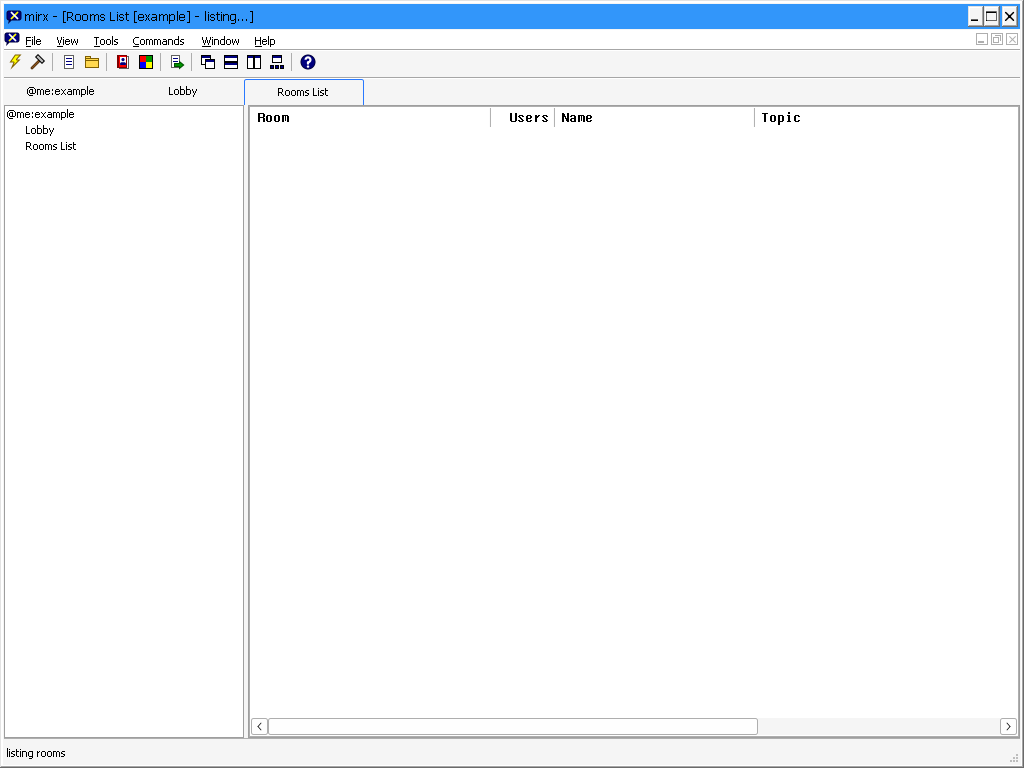 mirx - [Rooms List [example] - listing...]
File View Tools Commands Window Help
@me:example Lobby Rooms List
@me:example
Lobby
Rooms List
Room Users Name Topic
listing rooms